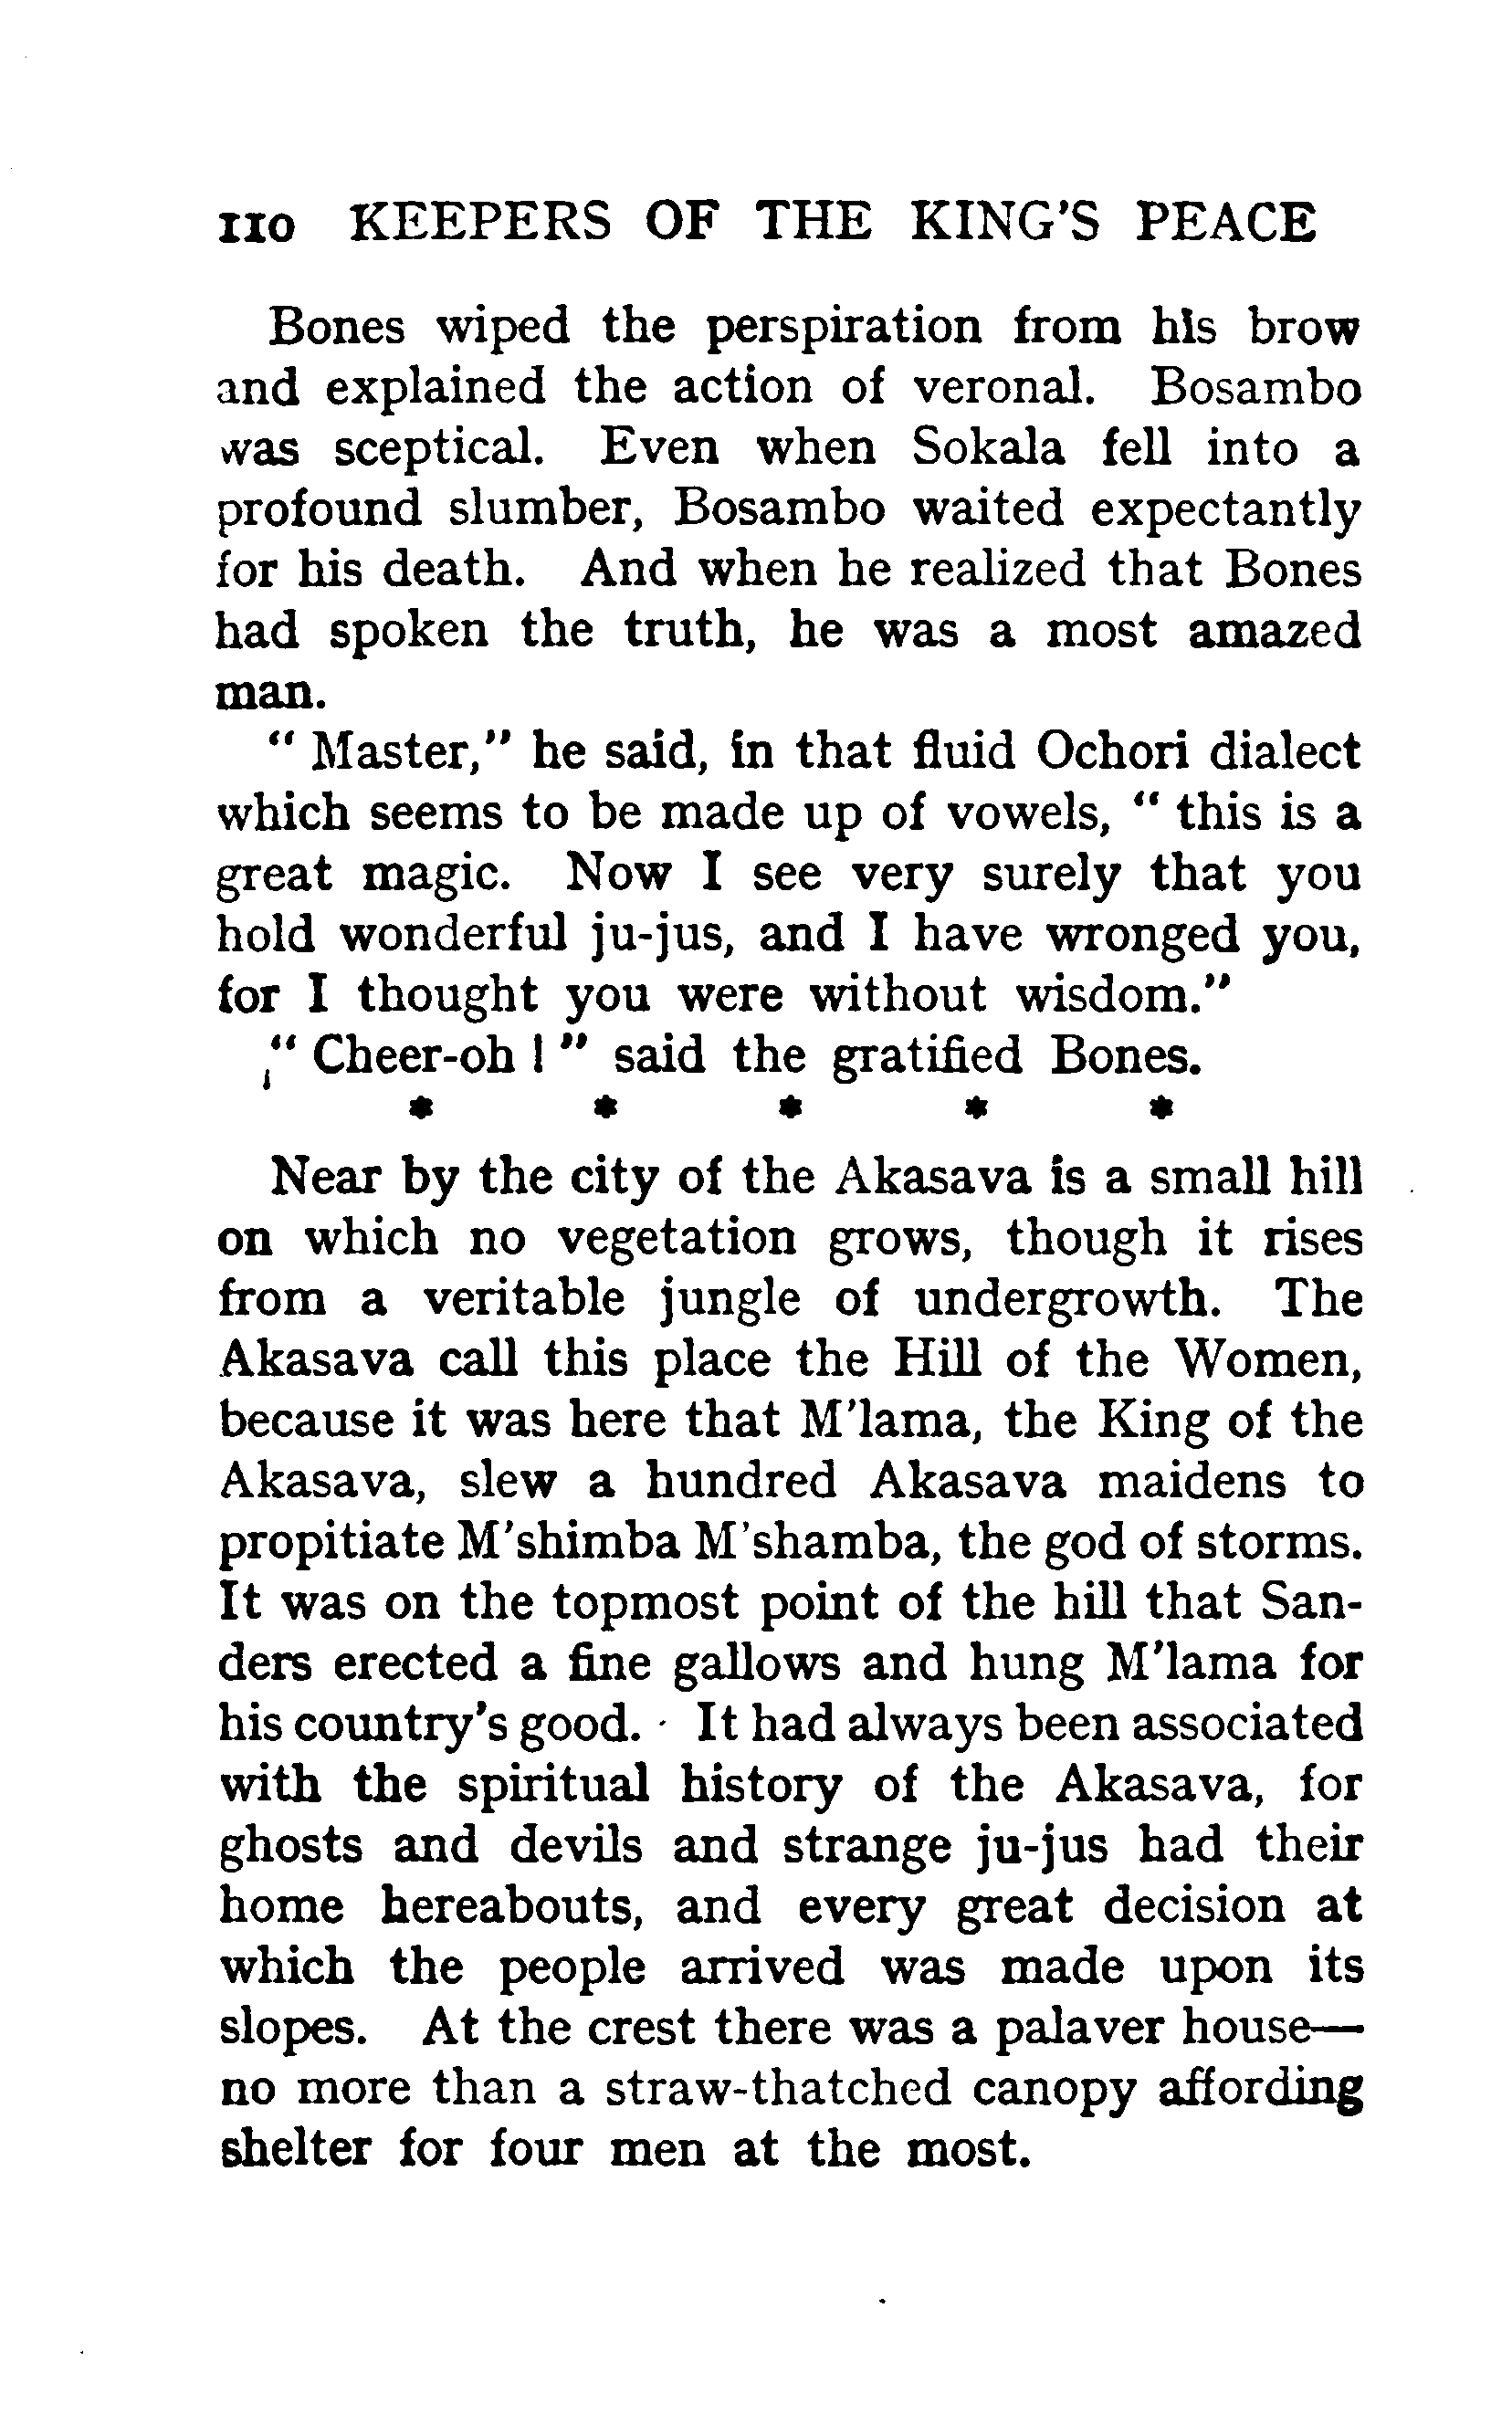 110 KEEPERS OF THE KING'S PEACE
Bones wiped the perspiration from his brow
and explained the action of veronal. Bosambo
was sceptical. Even when Sokala fell into a
profound slumber, Bosambo waited expectantly
for his death. And when he realized that Bones
had spoken the truth, he was a most amazed
man.
" Master," he said, in that fluid Ochori dialect
which seems to be made up of vowels, " this is a
great magic. Now I see very surely that you
hold wonderful ju-jus, and I have wronged you,
for I thought you were without wisdom."
" Cheer-oh ! " said the gratified Bones.
* * * * *
Near by the city of the Akasava is a small hill
on which no vegetation grows, though it rises
from a veritable jungle of undergrowth. The
Akasava call this place the Hill of the Women,
because it was here that M'lama, the King of the
Akasava, slew a hundred Akasava maidens to
propitiate M'shimba M'shamba, the god of storms.
It was on the topmost point of the hill that San-
ders erected a fine gallows and hung M'lama for
his country's good. It had always been associated
with the spiritual history of the Akasava, for
ghosts and devils and strange ju-jus had their
home hereabouts, and every great decision at
which the people arrived was made upon its
slopes. At the crest there was a palaver house—
no more than a straw-thatched canopy affording
shelter for four men at the most.